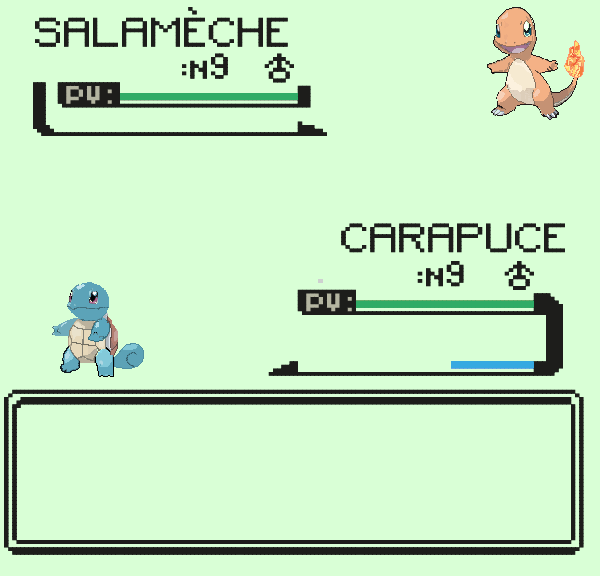 SALAMÈCHE
:N9 ♂
PV:
CARAPUCE
:N9 ♂
PV: